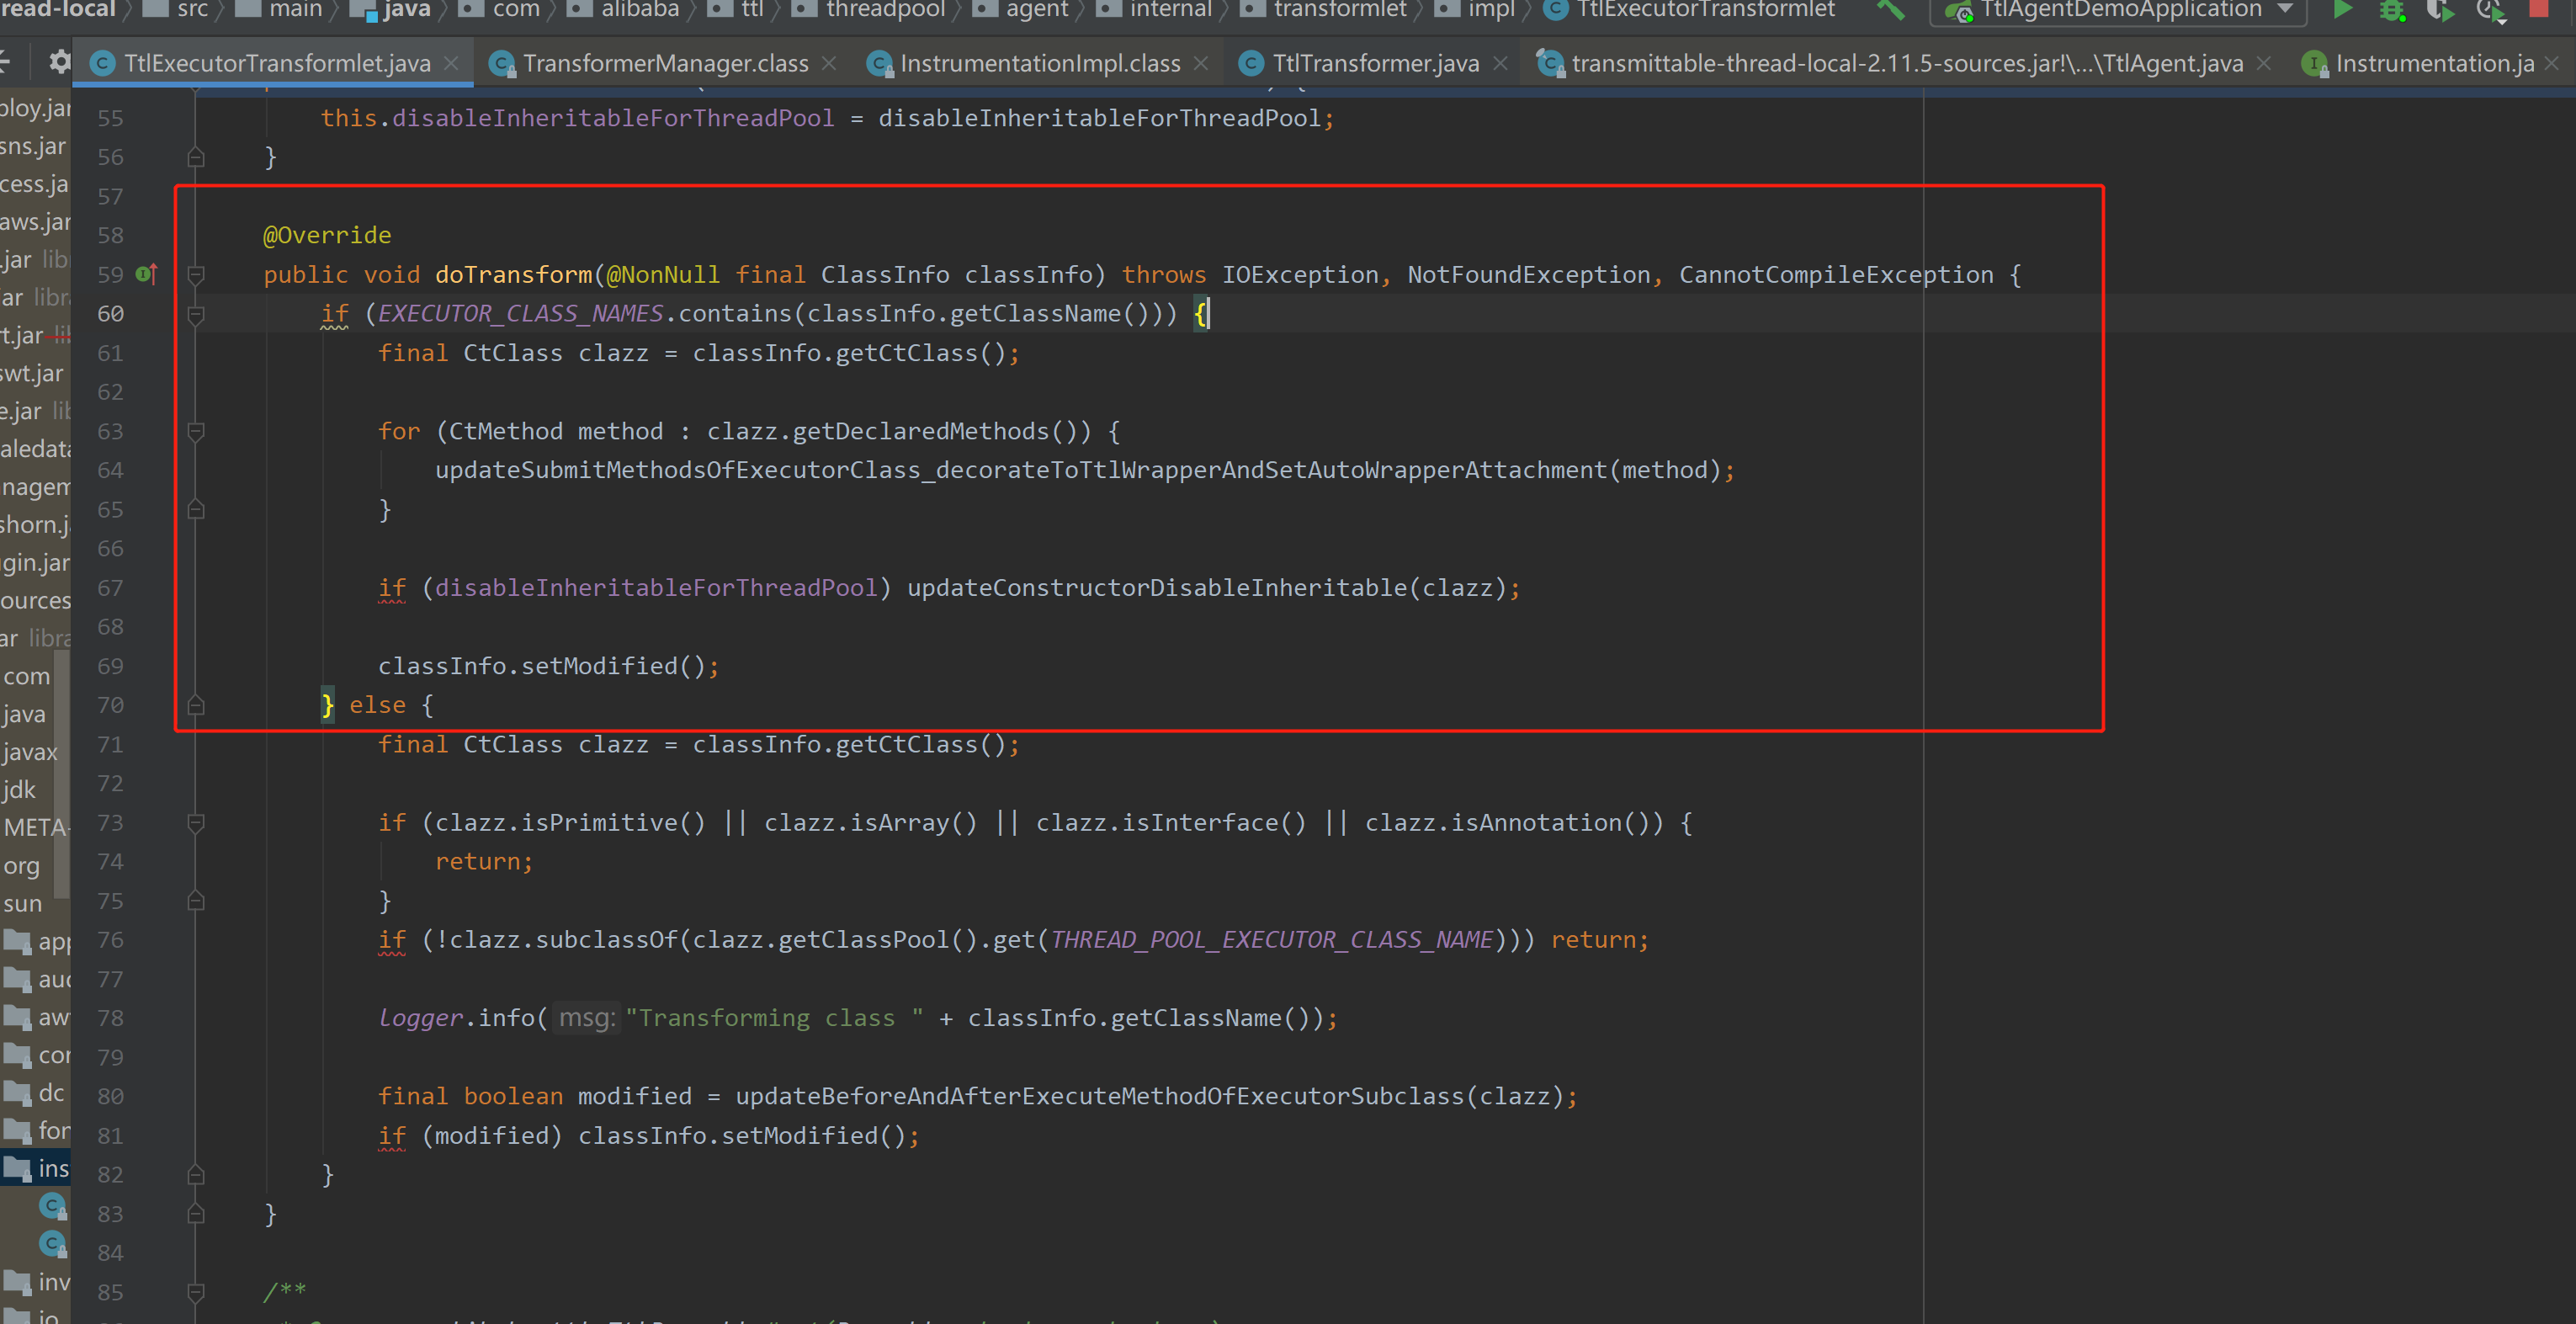 read-local src main java com alibaba ttl threadpool agent internal transformlet impl TtlExecutorTransformlet TtlAgentDemoApplication
TtlExecutorTransformlet.java TransformerManager.class InstrumentationImpl.class TtlTransformer.java transmittable-thread-local-2.11.5-sources.jar!\...\TtlAgent.java Instrumentation.ja
55 this.disableInheritableForThreadPool = disableInheritableForThreadPool;
56 }
57
58 @Override
59 public void doTransform(@NonNull final ClassInfo classInfo) throws IOException, NotFoundException, CannotCompileException {
60 if (EXECUTOR_CLASS_NAMES.contains(classInfo.getClassName())) {
61 final CtClass clazz = classInfo.getCtClass();
62
63 for (CtMethod method : clazz.getDeclaredMethods()) {
64 updateSubmitMethodsOfExecutorClass_decorateToTtlWrapperAndSetAutoWrapperAttachment(method);
65 }
66
67 if (disableInheritableForThreadPool) updateConstructorDisableInheritable(clazz);
68
69 classInfo.setModified();
70 } else {
71 final CtClass clazz = classInfo.getCtClass();
72
73 if (clazz.isPrimitive() || clazz.isArray() || clazz.isInterface() || clazz.isAnnotation()) {
74 return;
75 }
76 if (!clazz.subclassOf(clazz.getClassPool().get(THREAD_POOL_EXECUTOR_CLASS_NAME))) return;
77
78 logger.info( msg: "Transforming class " + classInfo.getClassName());
79
80 final boolean modified = updateBeforeAndAfterExecuteMethodOfExecutorSubclass(clazz);
81 if (modified) classInfo.setModified();
82 }
83 }
84
85 /**
ploy.jar
sns.jar
cess.ja
aws.jar
.jar lib
ar libr
rt.jar li
swt.jar
e.jar lib
aledata
nagem
shorn.j
gin.jar
ources
ar libra
com
java
javax
jdk
META-
org
sun
app
aud
aw
cor
dc
fon
ins
C
C
inv
io